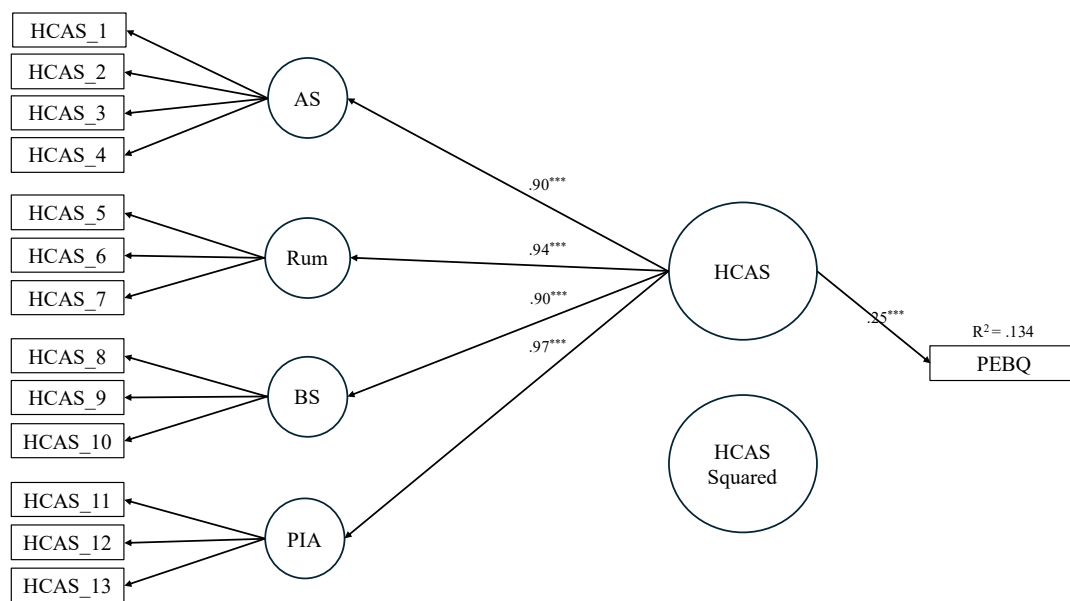 HCAS_1
HCAS_2
HCAS_3
HCAS_4
HCAS_5
HCAS_6
HCAS_7
HCAS_8
HCAS_9
HCAS_10
HCAS_11
HCAS_12
HCAS_13
AS
Rum
BS
PIA
.90***
.94***
.90***
.97***
HCAS
HCAS
Squared
.25***
R² = .134
PEBQ